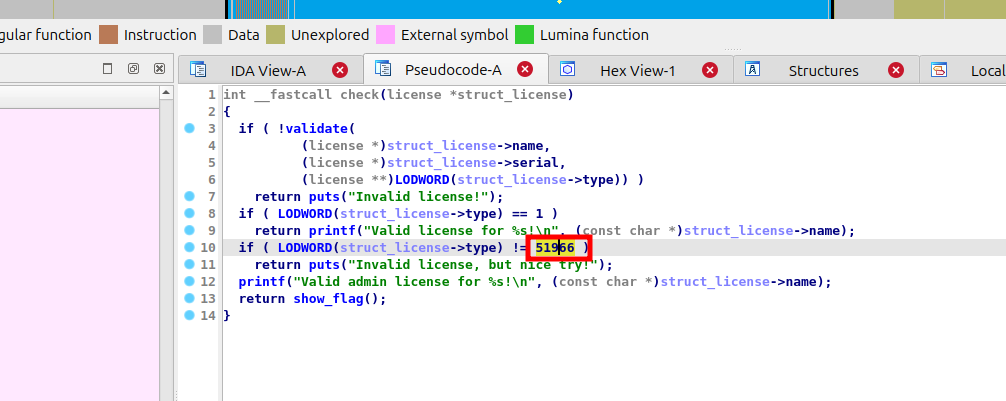 gular function Instruction Data Unexplored External symbol Lumina function
IDA View-A Pseudocode-A Hex View-1 Structures Local
1 int __fastcall check(license *struct_license)
2 {
3 if ( !validate(
4 (license *)struct_license->name,
5 (license *)struct_license->serial,
6 (license **)LODWORD(struct_license->type)) )
7 return puts("Invalid license!");
8 if ( LODWORD(struct_license->type) == 1 )
9 return printf("Valid license for %s!\n", (const char *)struct_license->name);
10 if ( LODWORD(struct_license->type) != 51966 )
11 return puts("Invalid license, but nice try!");
12 printf("Valid admin license for %s!\n", (const char *)struct_license->name);
13 return show_flag();
14 }